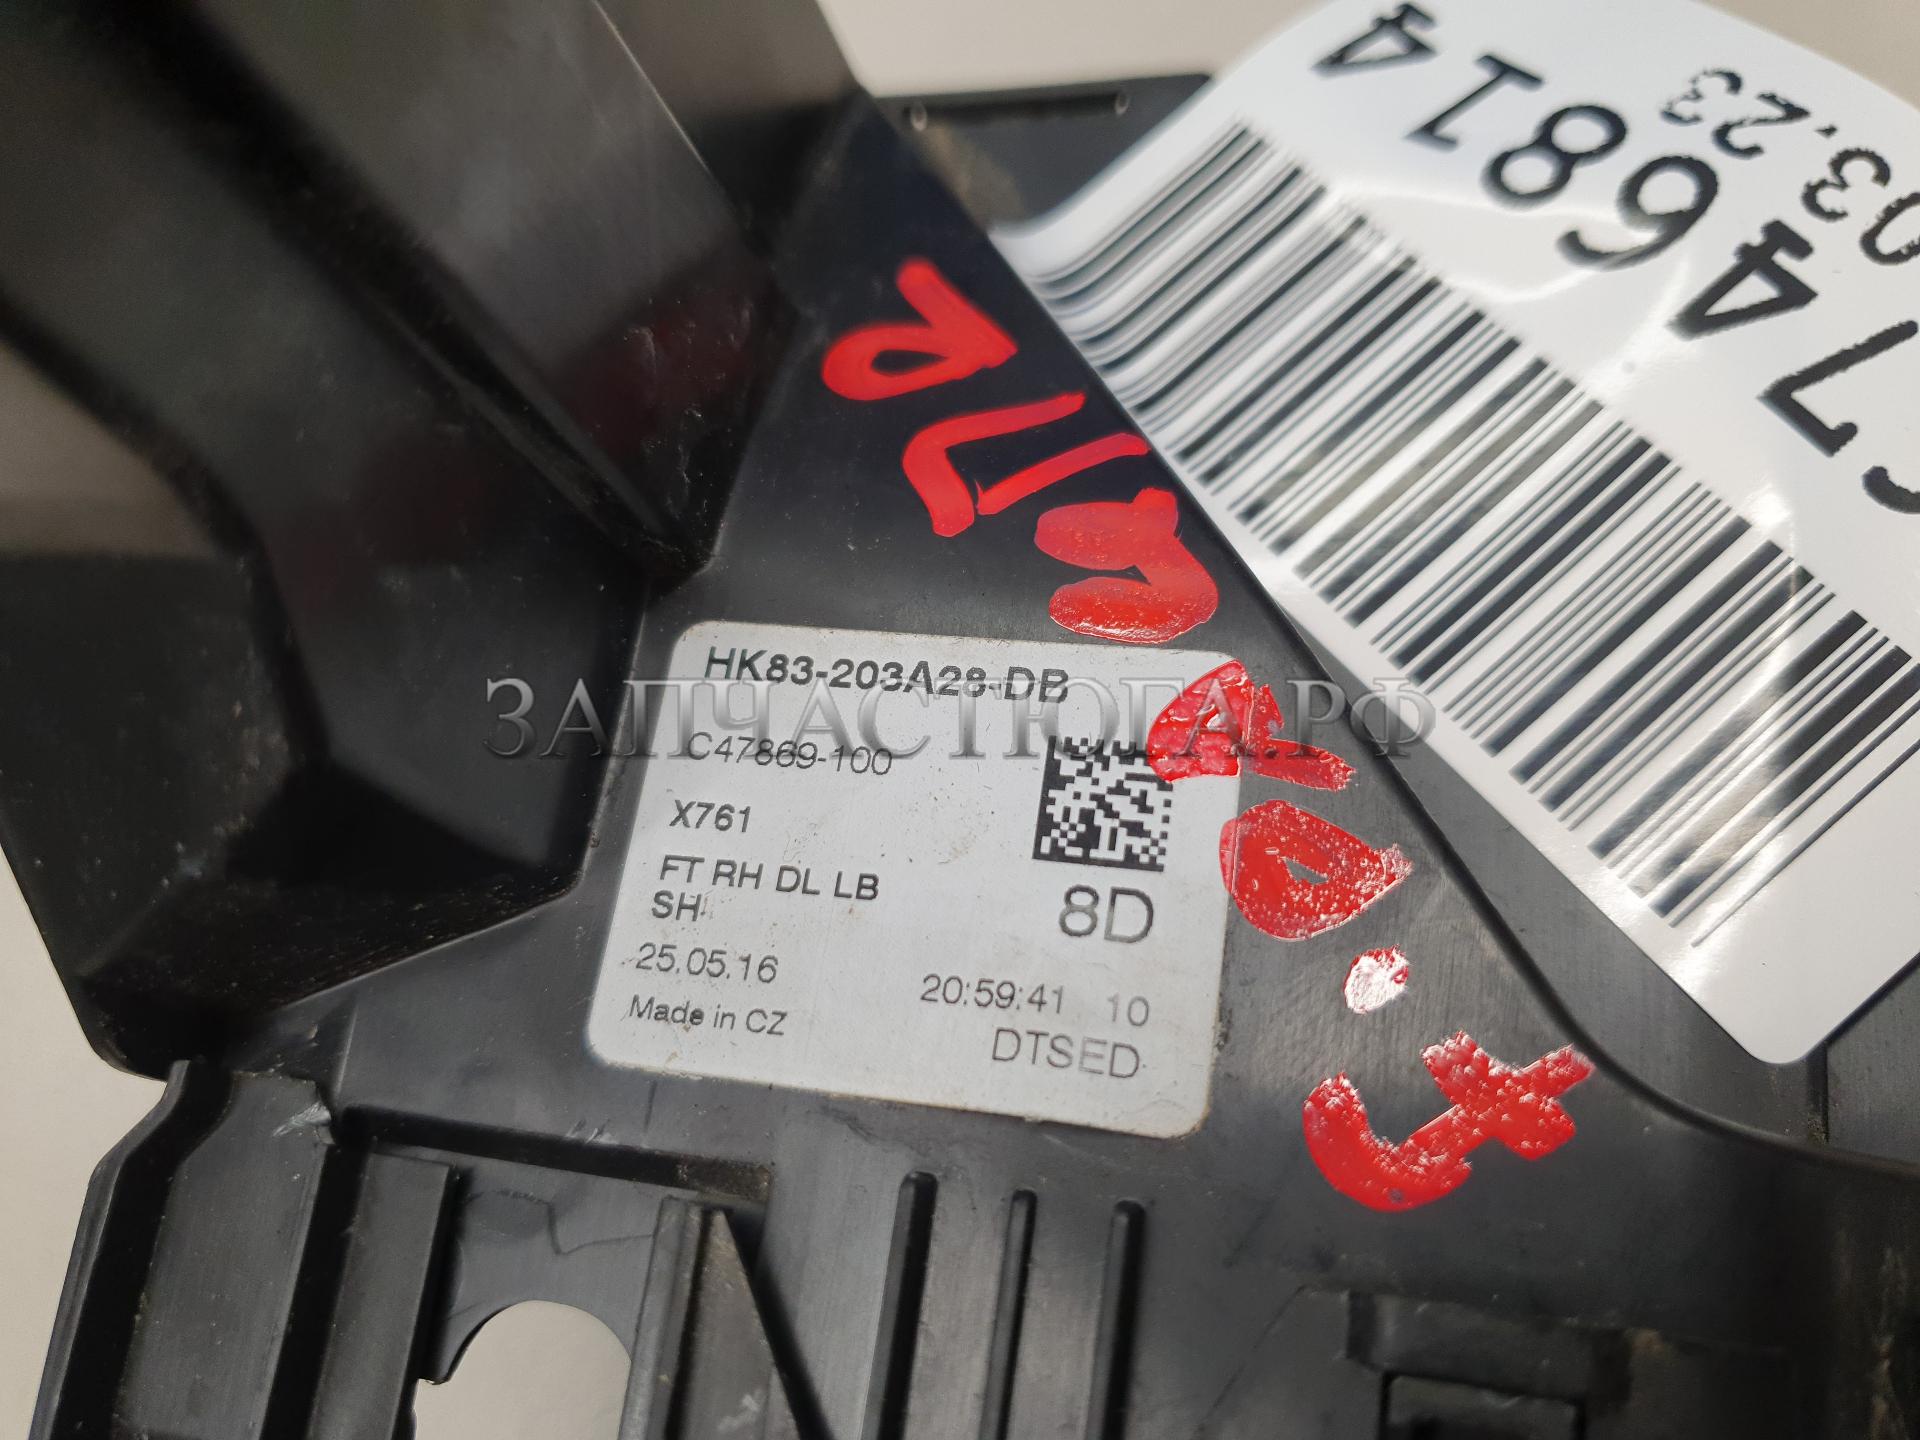 46814
03.23
HK83-203A28-DB
ЗАПЧАСТЮГА.РФ
C47869-100
X761
FT RH DL LB
SH
8D
25.05.16
20:59:41 10
Made in CZ
DTSED